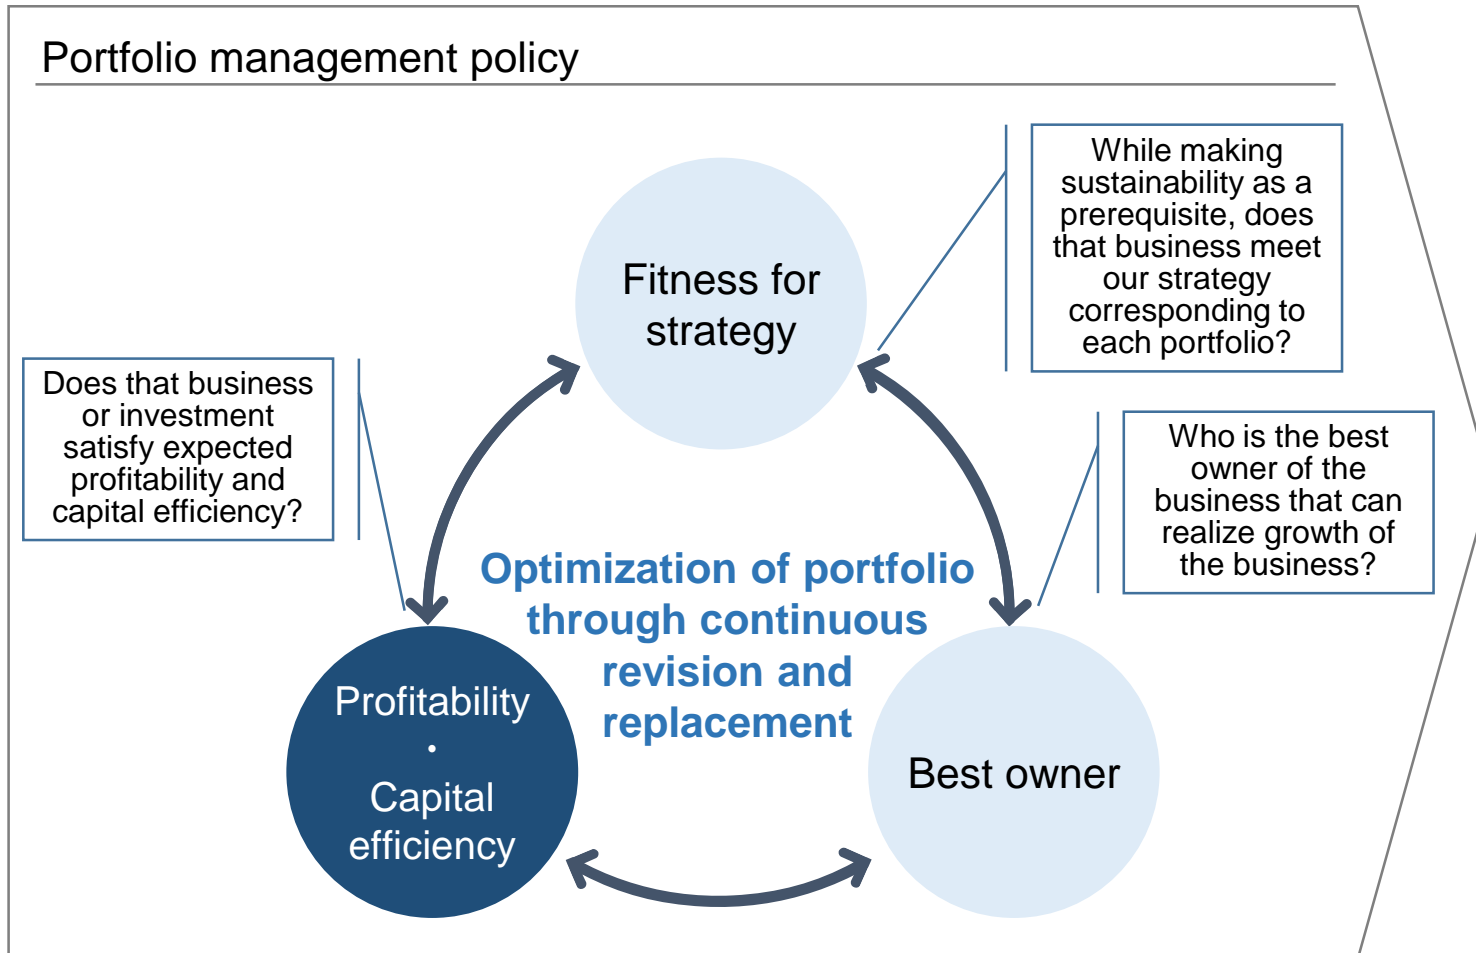 Portfolio management policy
While making
sustainability as a
prerequisite, does
that business meet
our strategy
corresponding to
each portfolio?
Fitness for
strategy
Does that business
or investment
satisfy expected
profitability and
capital efficiency?
Who is the best
owner of the
business that can
realize growth of
the business?
Optimization of portfolio
through continuous
revision and
replacement
Profitability
・
Capital
efficiency
Best owner